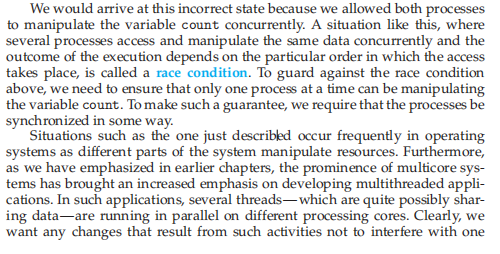 We would arrive at this incorrect state because we allowed both processes
to manipulate the variable count concurrently. A situation like this, where
several processes access and manipulate the same data concurrently and the
outcome of the execution depends on the particular order in which the access
takes place, is called a race condition. To guard against the race condition
above, we need to ensure that only one process at a time can be manipulating
the variable count. To make such a guarantee, we require that the processes be
synchronized in some way.
Situations such as the one just described occur frequently in operating
systems as different parts of the system manipulate resources. Furthermore,
as we have emphasized in earlier chapters, the prominence of multicore sys-
tems has brought an increased emphasis on developing multithreaded appli-
cations. In such applications, several threads—which are quite possibly shar-
ing data—are running in parallel on different processing cores. Clearly, we
want any changes that result from such activities not to interfere with one